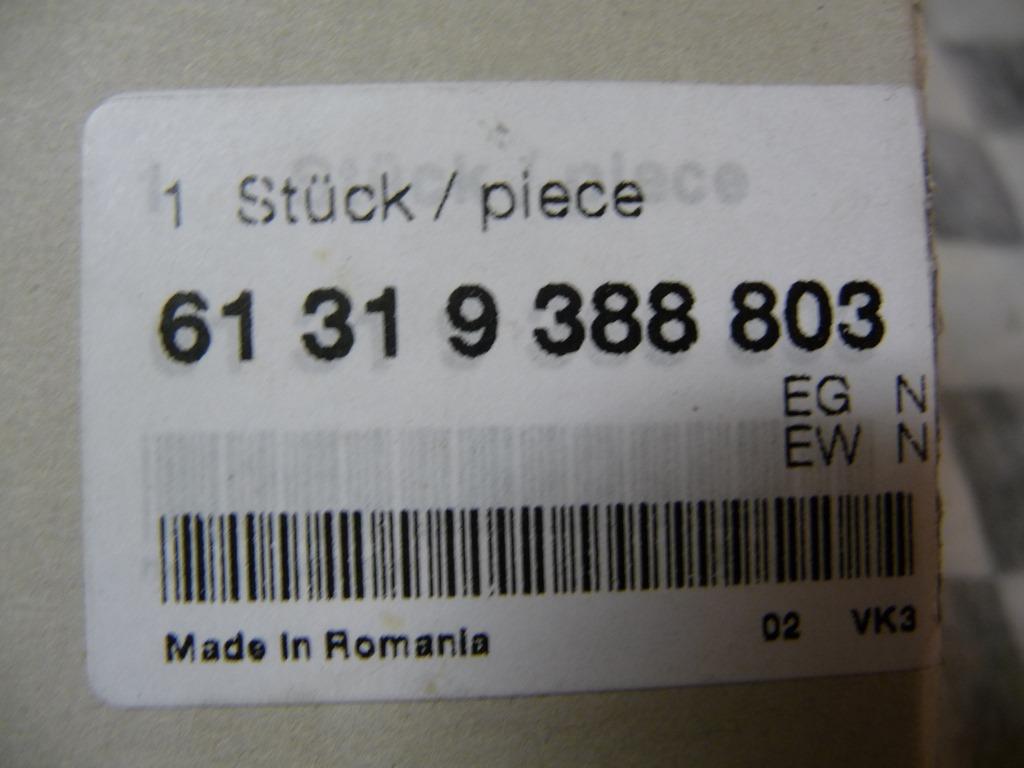 1 Stück / piece
61 31 9 388 803
EG N
EW N
Made In Romania 02 VK3